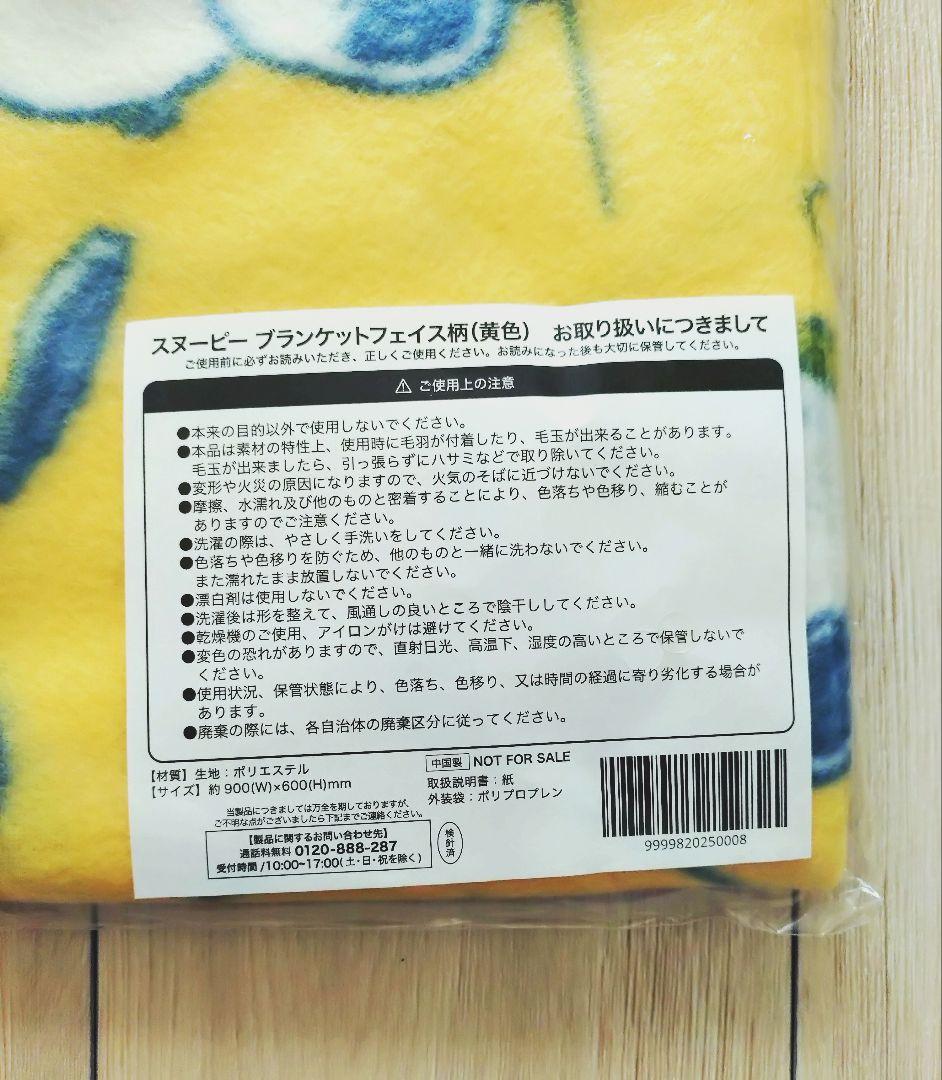 スヌーピー ブランケットフェイス柄(黄色) お取り扱いにつきまして
ご使用前に必ずお読みいただき、正しくご使用ください。お読みになった後も大切に保管してください。
⚠ ご使用上の注意
●本来の目的以外で使用しないでください。
●本品は素材の特性上、使用時に毛羽が付着したり、毛玉が出来ることがあります。
毛玉が出来ましたら、引っ張らずにハサミなどで取り除いてください。
●変形や火災の原因になりますので、火気のそばに近づけないでください。
●摩擦、水濡れ及び他のものと密着することにより、色落ちや色移り、縮むことが
ありますのでご注意ください。
●洗濯の際は、やさしく手洗いをしてください。
●色落ちや色移りを防ぐため、他のものと一緒に洗わないでください。
また濡れたまま放置しないでください。
●漂白剤は使用しないでください。
●洗濯後は形を整えて、風通しの良いところで陰干ししてください。
●乾燥機のご使用、アイロンがけは避けてください。
●変色の恐れがありますので、直射日光、高温下、湿度の高いところで保管しないで
ください。
●使用状況、保管状態により、色落ち、色移り、又は時間の経過に寄り劣化する場合が
あります。
●廃棄の際には、各自治体の廃棄区分に従ってください。
【材質】生地：ポリエステル
【サイズ】約 900(W)×600(H)mm
中国製 NOT FOR SALE
取扱説明書：紙
外装袋：ポリプロプレン
当製品につきましては万全を期しておりますが、
ご不明な点がございましたら下記までご連絡ください。
【製品に関するお問い合わせ先】
通話料無料 0120-888-287
受付時間 /10:00~17:00(土・日・祝を除く)
検針済
9999820250008